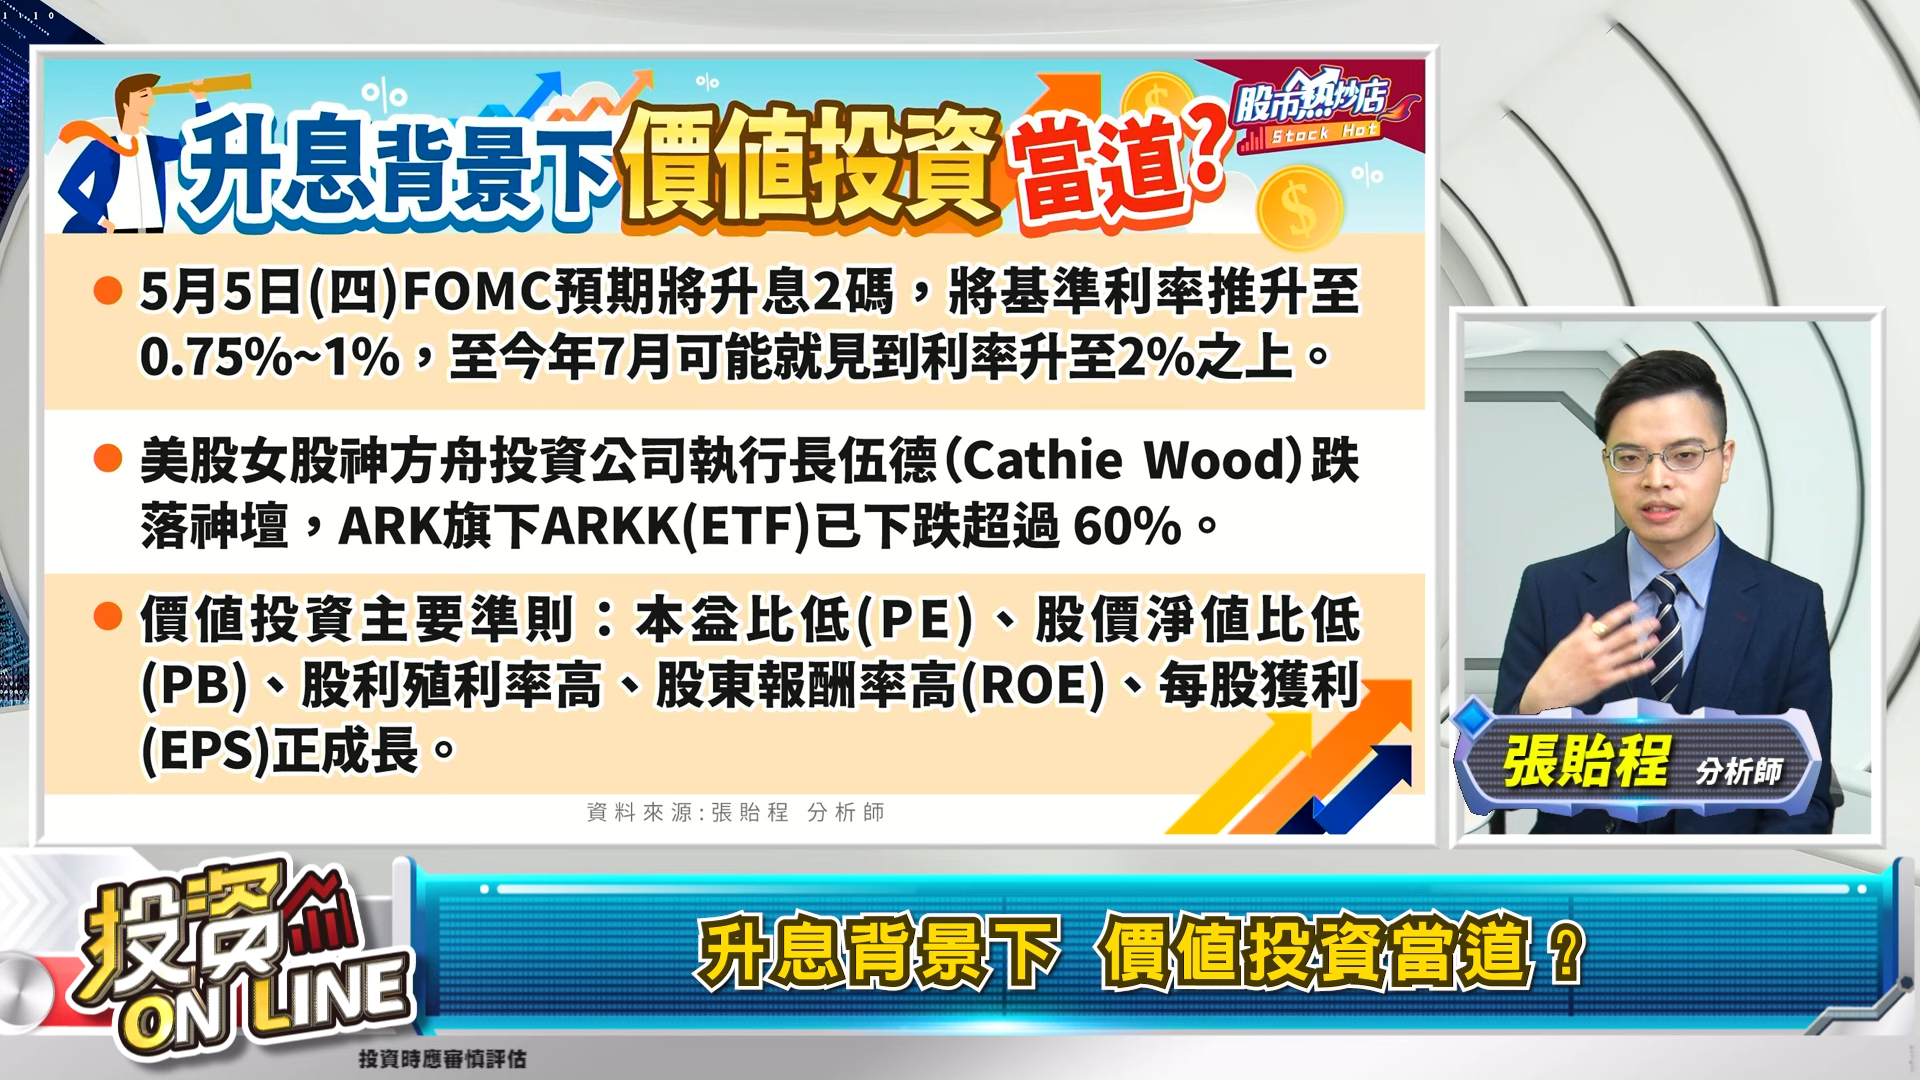 1 1 1 0
升息背景下價值投資當道?
股市熱炒店
Stock Hot
5月5日(四)FOMC預期將升息2碼，將基準利率推升至
0.75%~1%，至今年7月可能就見到利率升至2%之上。
美股女股神方舟投資公司執行長伍德(Cathie Wood)跌
落神壇，ARK旗下ARKK(ETF)已下跌超過 60%。
價值投資主要準則：本益比低(PE)、股價淨值比低
(PB)、股利殖利率高、股東報酬率高(ROE)、每股獲利
(EPS)正成長。
資料來源:張貽程 分析師
張貽程 分析師
投資
ON LINE
升息背景下 價值投資當道？
投資時應審慎評估